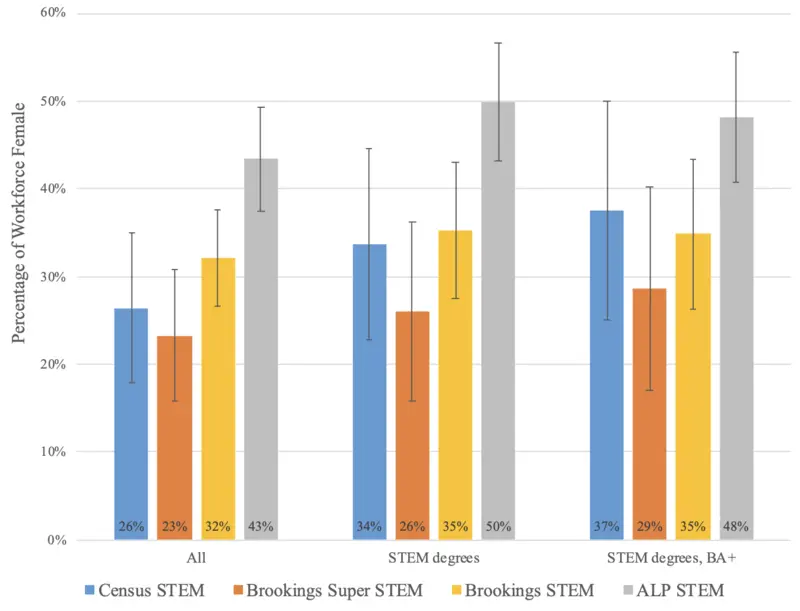 60%
50%
40%
30%
20%
10%
0%
Percentage of Workforce Female
26% 23% 32% 43% 34% 26% 35% 50% 37% 29% 35% 48%
All STEM degrees STEM degrees, BA+
Census STEM Brookings Super STEM Brookings STEM ALP STEM